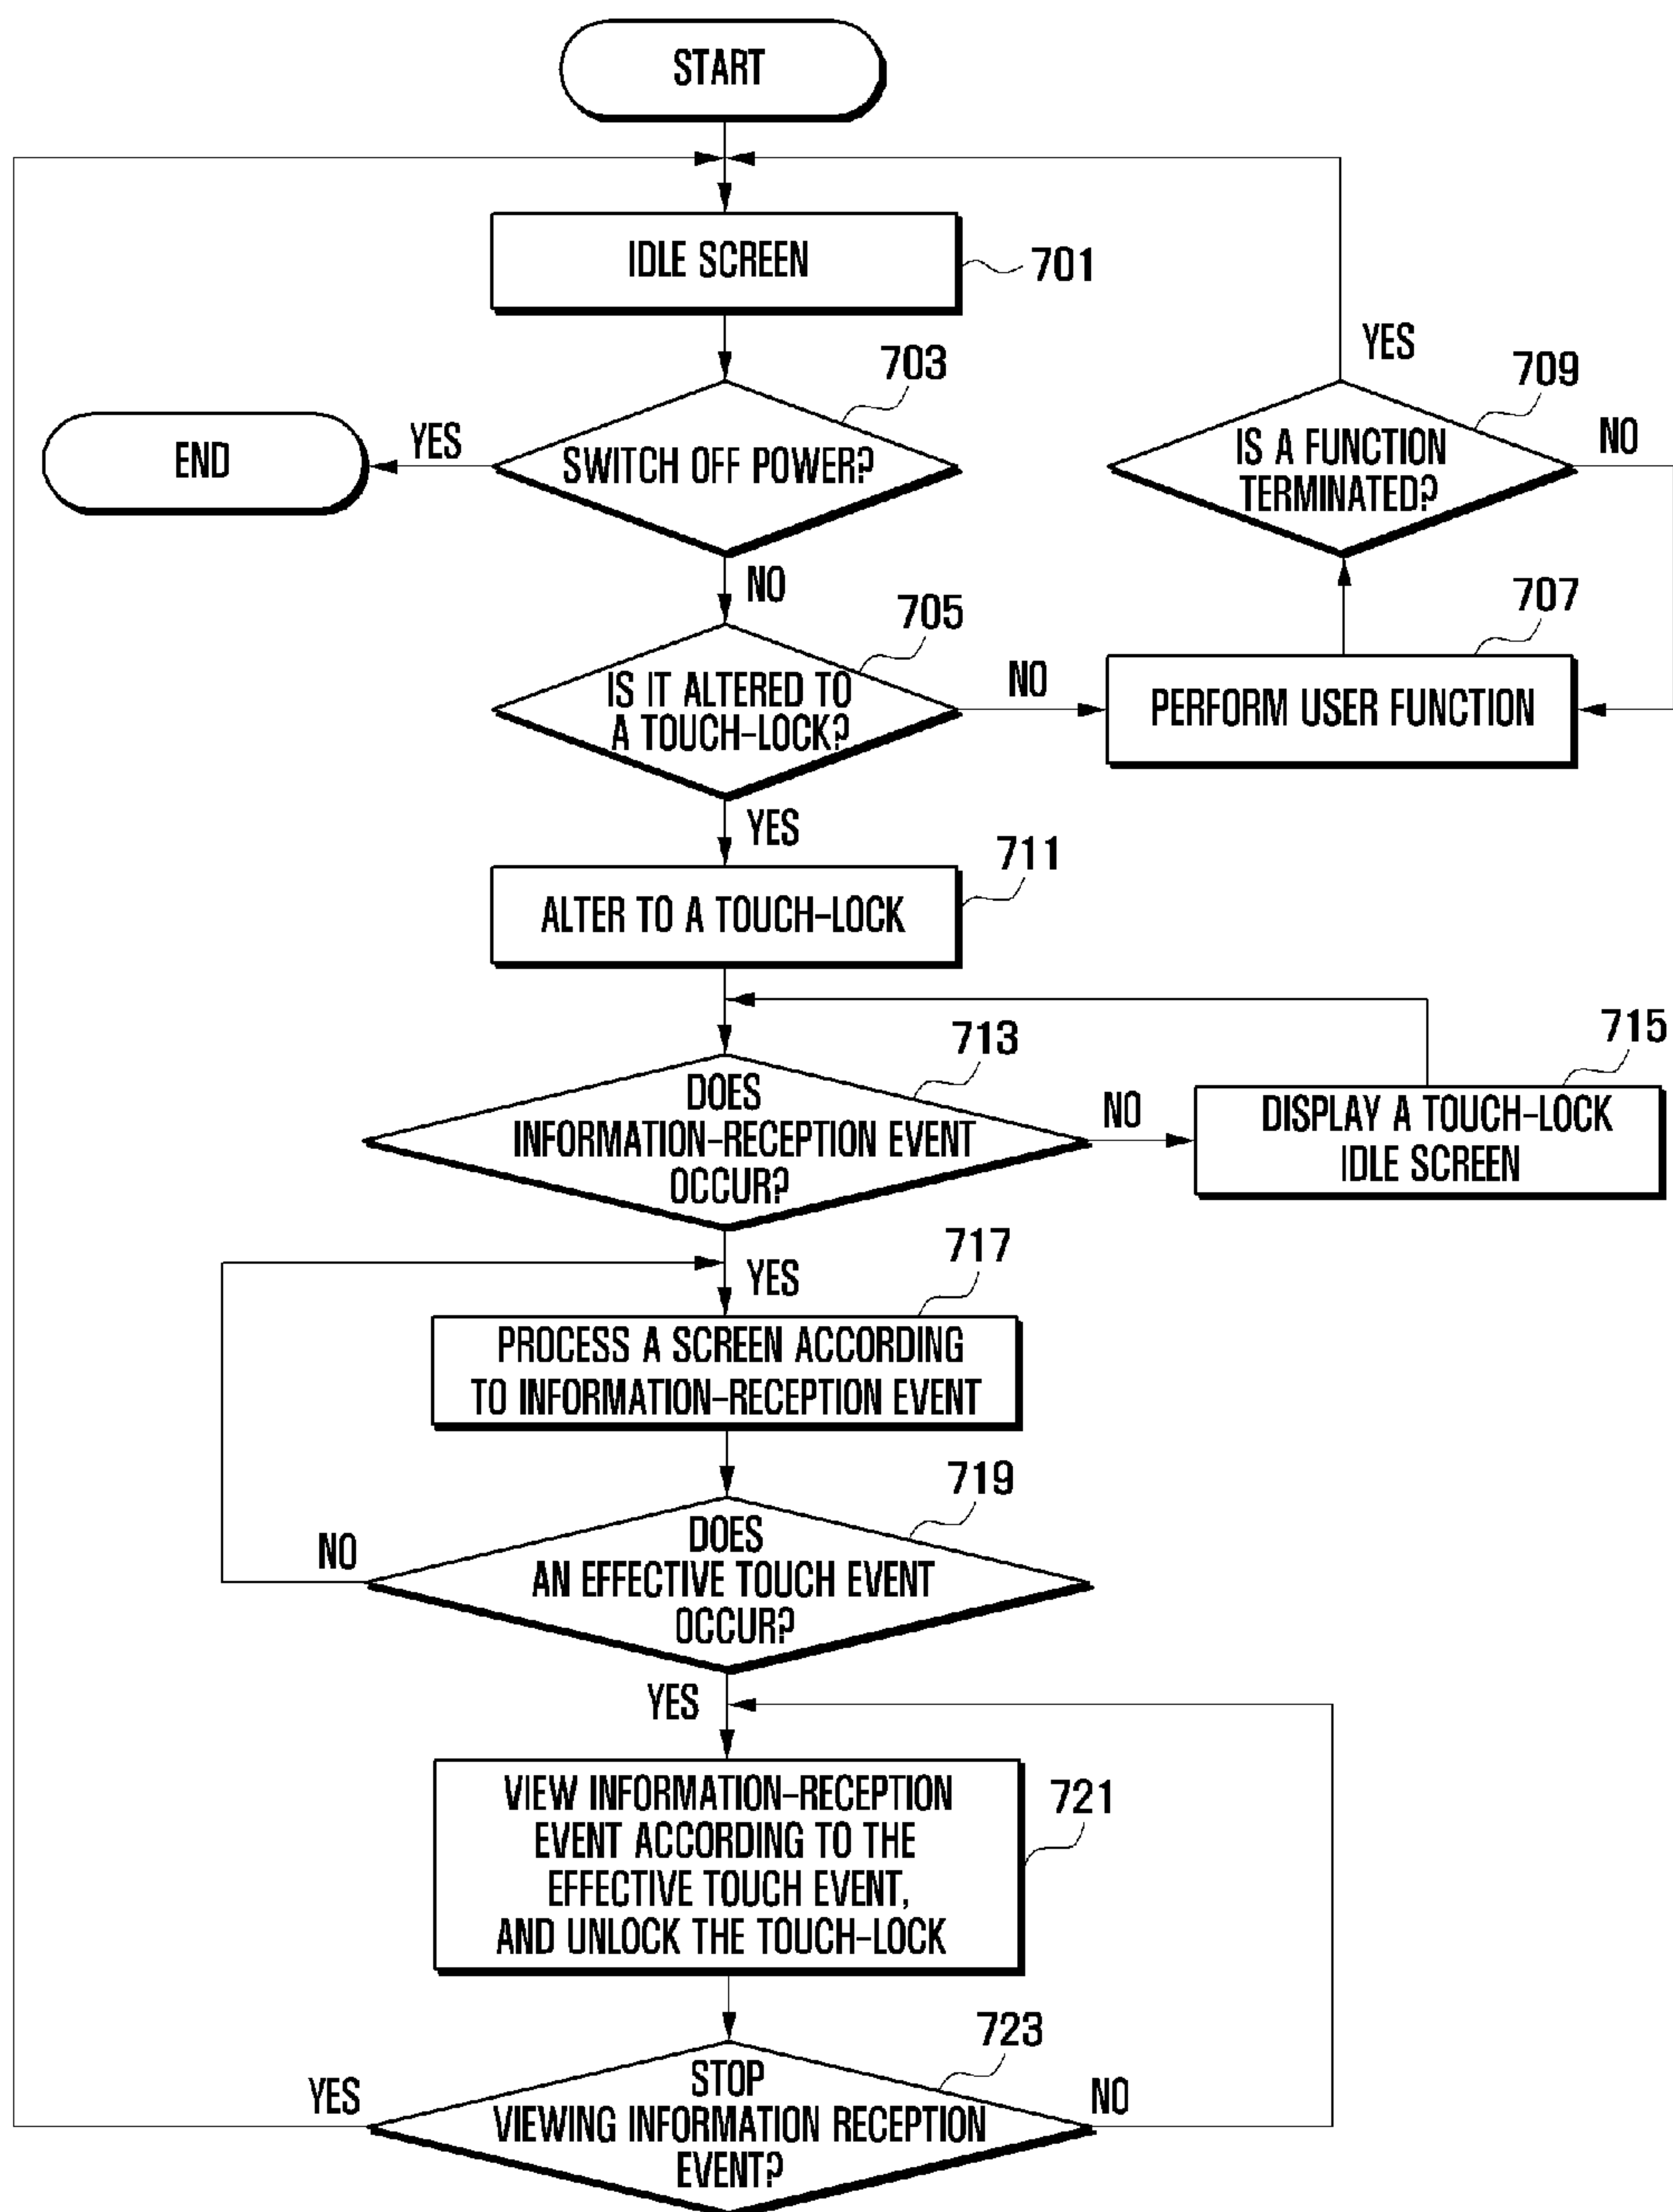 START
IDLE SCREEN
701
703
YES
709
END
YES
SWITCH OFF POWER?
IS A FUNCTION
TERMINATED?
NO
NO
705
707
IS IT ALTERED TO
A TOUCH-LOCK?
NO
PERFORM USER FUNCTION
YES
711
ALTER TO A TOUCH-LOCK
713
715
DOES
INFORMATION-RECEPTION EVENT
OCCUR?
NO
DISPLAY A TOUCH-LOCK
IDLE SCREEN
717
YES
PROCESS A SCREEN ACCORDING
TO INFORMATION-RECEPTION EVENT
719
NO
DOES
AN EFFECTIVE TOUCH EVENT
OCCUR?
YES
VIEW INFORMATION-RECEPTION
EVENT ACCORDING TO THE
EFFECTIVE TOUCH EVENT,
AND UNLOCK THE TOUCH-LOCK
721
723
YES
STOP
VIEWING INFORMATION RECEPTION
EVENT?
NO